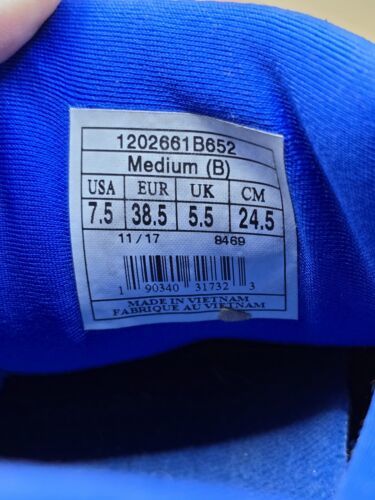 1202661B652
Medium (B)
USA EUR UK CM
7.5 38.5 5.5 24.5
11/17 8469
1 90340 31732 3
MADE IN VIETNAM
FABRIQUE AU VIETNAM